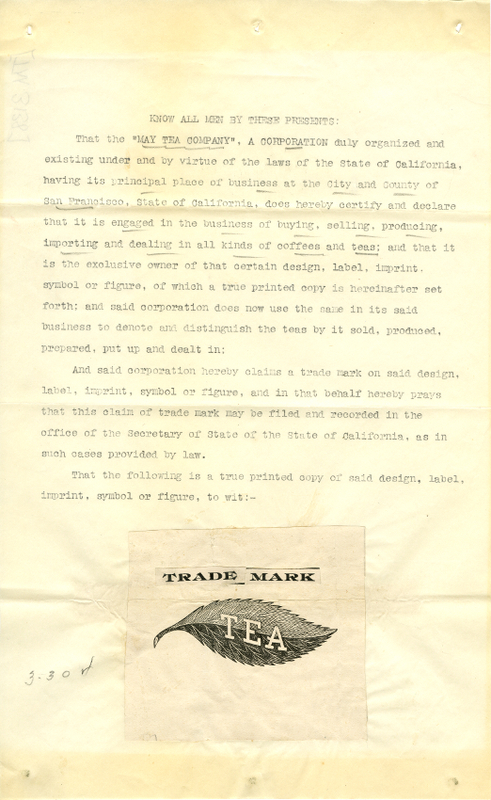 KNOW ALL MEN BY THESE PRESENTS:
That the "MAY TEA COMPANY", A CORPORATION duly organized and
existing under and by virtue of the laws of the State of California,
having its principal place of business at the City and County of
San Francisco, State of California, does hereby certify and declare
that it is engaged in the business of buying, selling, producing,
importing and dealing in all kinds of coffees and teas; and that it
is the exclusive owner of that certain design, label, imprint.
symbol or figure, of which a true printed copy is hereinafter set
forth; and said corporation does now use the same in its said
business to denote and distinguish the teas by it sold, produced,
prepared, put up and dealt in;
And said corporation hereby claims a trade mark on said design,
label, imprint, symbol or figure, and in that behalf hereby prays
that this claim of trade mark may be filed and recorded in the
office of the Secretary of State of the State of California, as in
such cases provided by law.
That the following is a true printed copy of said design, label,
imprint, symbol or figure, to wit:-
TRADE MARK
TEA
3-30